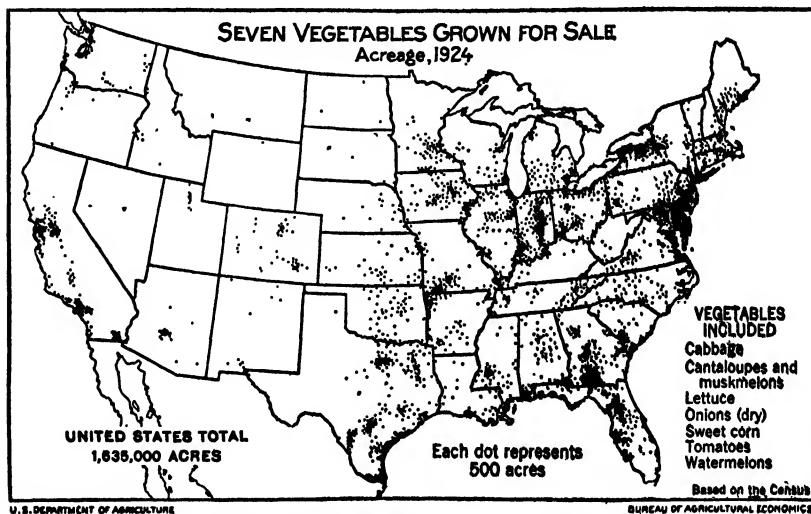 SEVEN VEGETABLES GROWN FOR SALE
Acreage, 1924
VEGETABLES
INCLUDED
Cabbage
Cantaloupes and
muskmelons
Lettuce
Onions (dry)
Sweet corn
Tomatoes
Watermelons
UNITED STATES TOTAL
1,635,000 ACRES
Each dot represents
500 acres
Based on the Census
U.S. DEPARTMENT OF AGRICULTURE
BUREAU OF AGRICULTURAL ECONOMICS